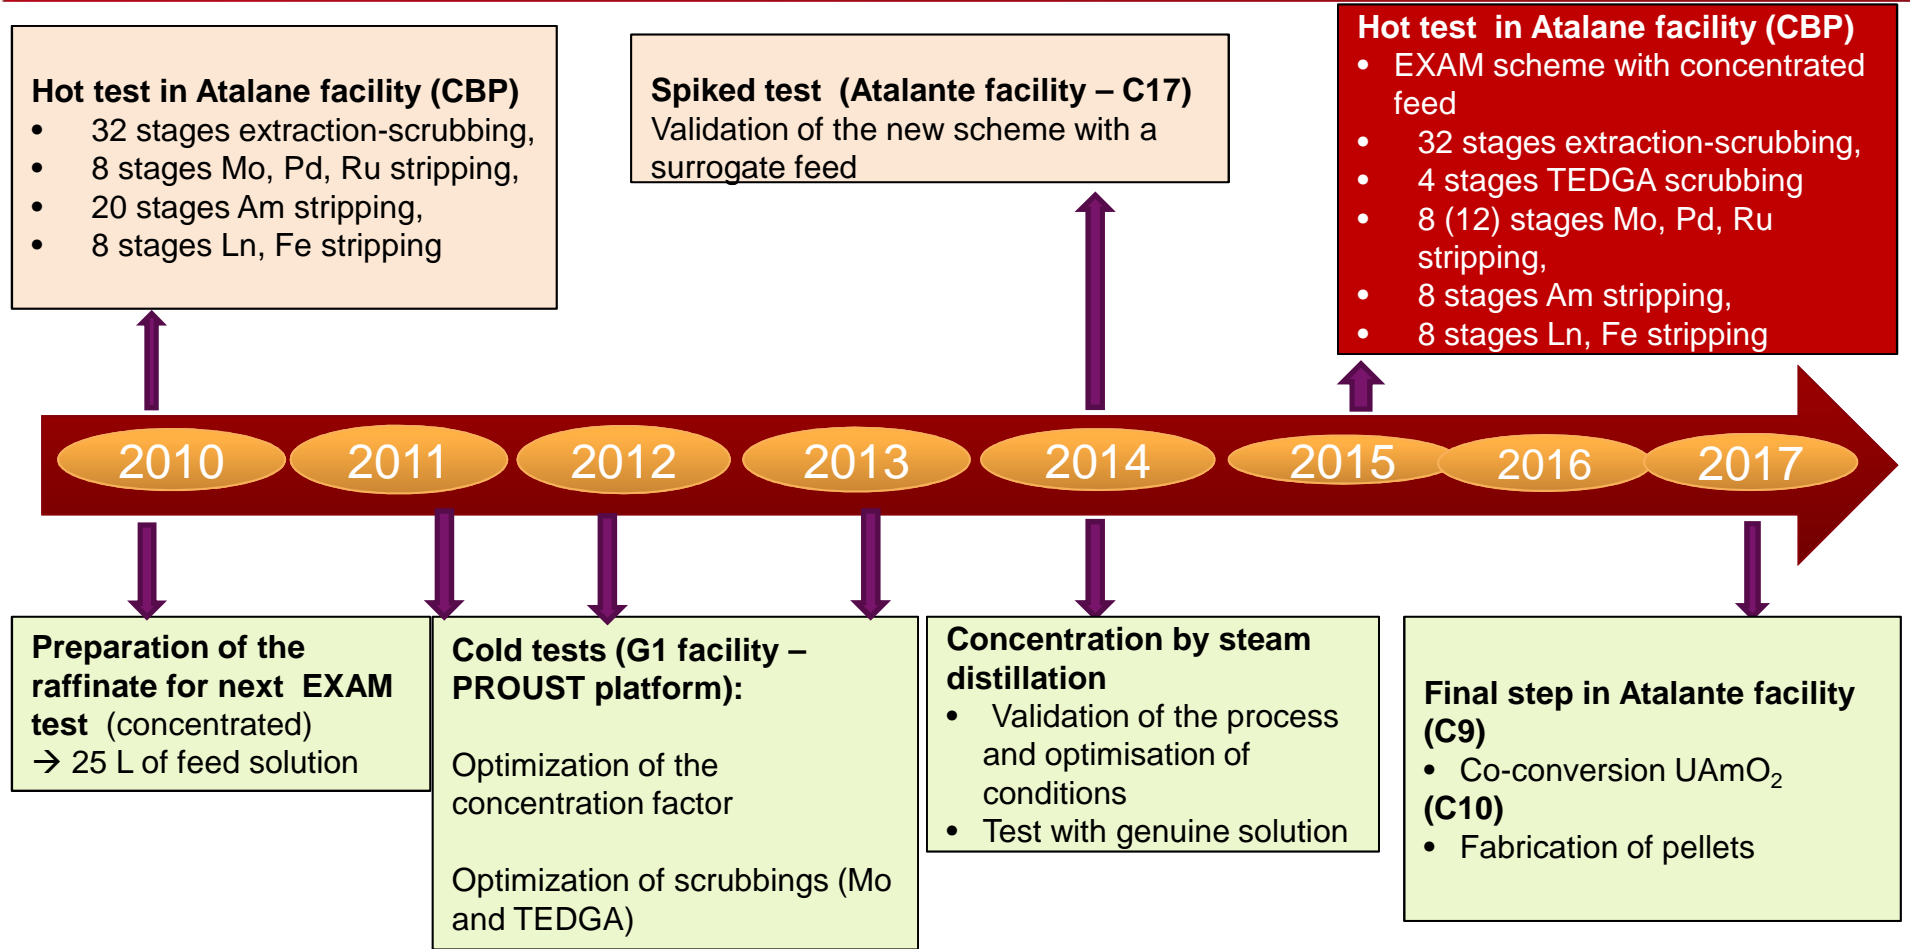 Hot test in Atalane facility (CBP)
• 32 stages extraction-scrubbing,
• 8 stages Mo, Pd, Ru stripping,
• 20 stages Am stripping,
• 8 stages Ln, Fe stripping
Spiked test (Atalante facility – C17)
Validation of the new scheme with a
surrogate feed
Hot test in Atalane facility (CBP)
• EXAM scheme with concentrated
feed
• 32 stages extraction-scrubbing,
• 4 stages TEDGA scrubbing
• 8 (12) stages Mo, Pd, Ru
stripping,
• 8 stages Am stripping,
• 8 stages Ln, Fe stripping
2010 2011 2012 2013 2014 2015 2016 2017
Preparation of the
raffinate for next EXAM
test (concentrated)
→ 25 L of feed solution
Cold tests (G1 facility –
PROUST platform):
Optimization of the
concentration factor
Optimization of scrubbings (Mo
and TEDGA)
Concentration by steam
distillation
• Validation of the process
and optimisation of
conditions
• Test with genuine solution
Final step in Atalante facility
(C9)
• Co-conversion UAmO₂
(C10)
• Fabrication of pellets